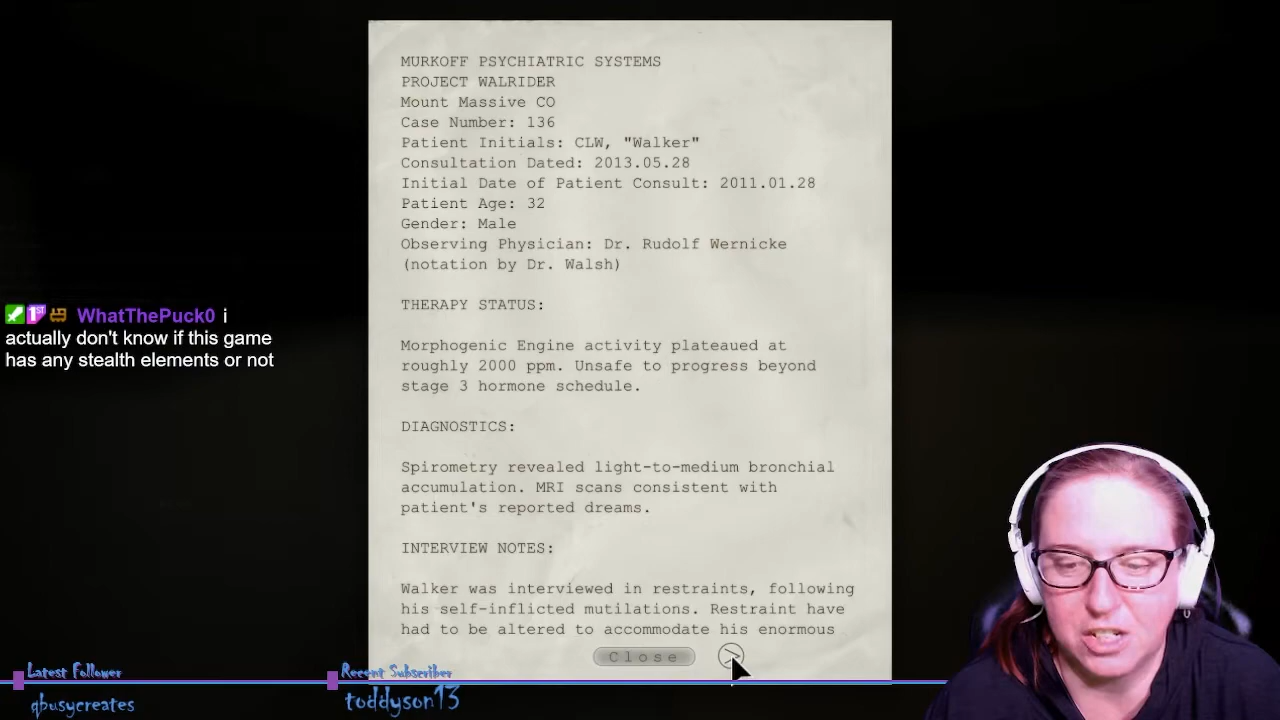 MURKOFF PSYCHIATRIC SYSTEMS
PROJECT WALRIDER
Mount Massive CO
Case Number: 136
Patient Initials: CLW, "Walker"
Consultation Dated: 2013.05.28
Initial Date of Patient Consult: 2011.01.28
Patient Age: 32
Gender: Male
Observing Physician: Dr. Rudolf Wernicke
(notation by Dr. Walsh)
THERAPY STATUS:
Morphogenic Engine activity plateaued at
roughly 2000 ppm. Unsafe to progress beyond
stage 3 hormone schedule.
DIAGNOSTICS:
Spirometry revealed light-to-medium bronchial
accumulation. MRI scans consistent with
patient's reported dreams.
INTERVIEW NOTES:
Walker was interviewed in restraints, following
his self-inflicted mutilations. Restraint have
had to be altered to accommodate his enormous
Close >
1ST WhatThePuck0 i
actually don't know if this game
has any stealth elements or not
Latest Follower
qbusycreates
Recent Subscriber
toddyson13